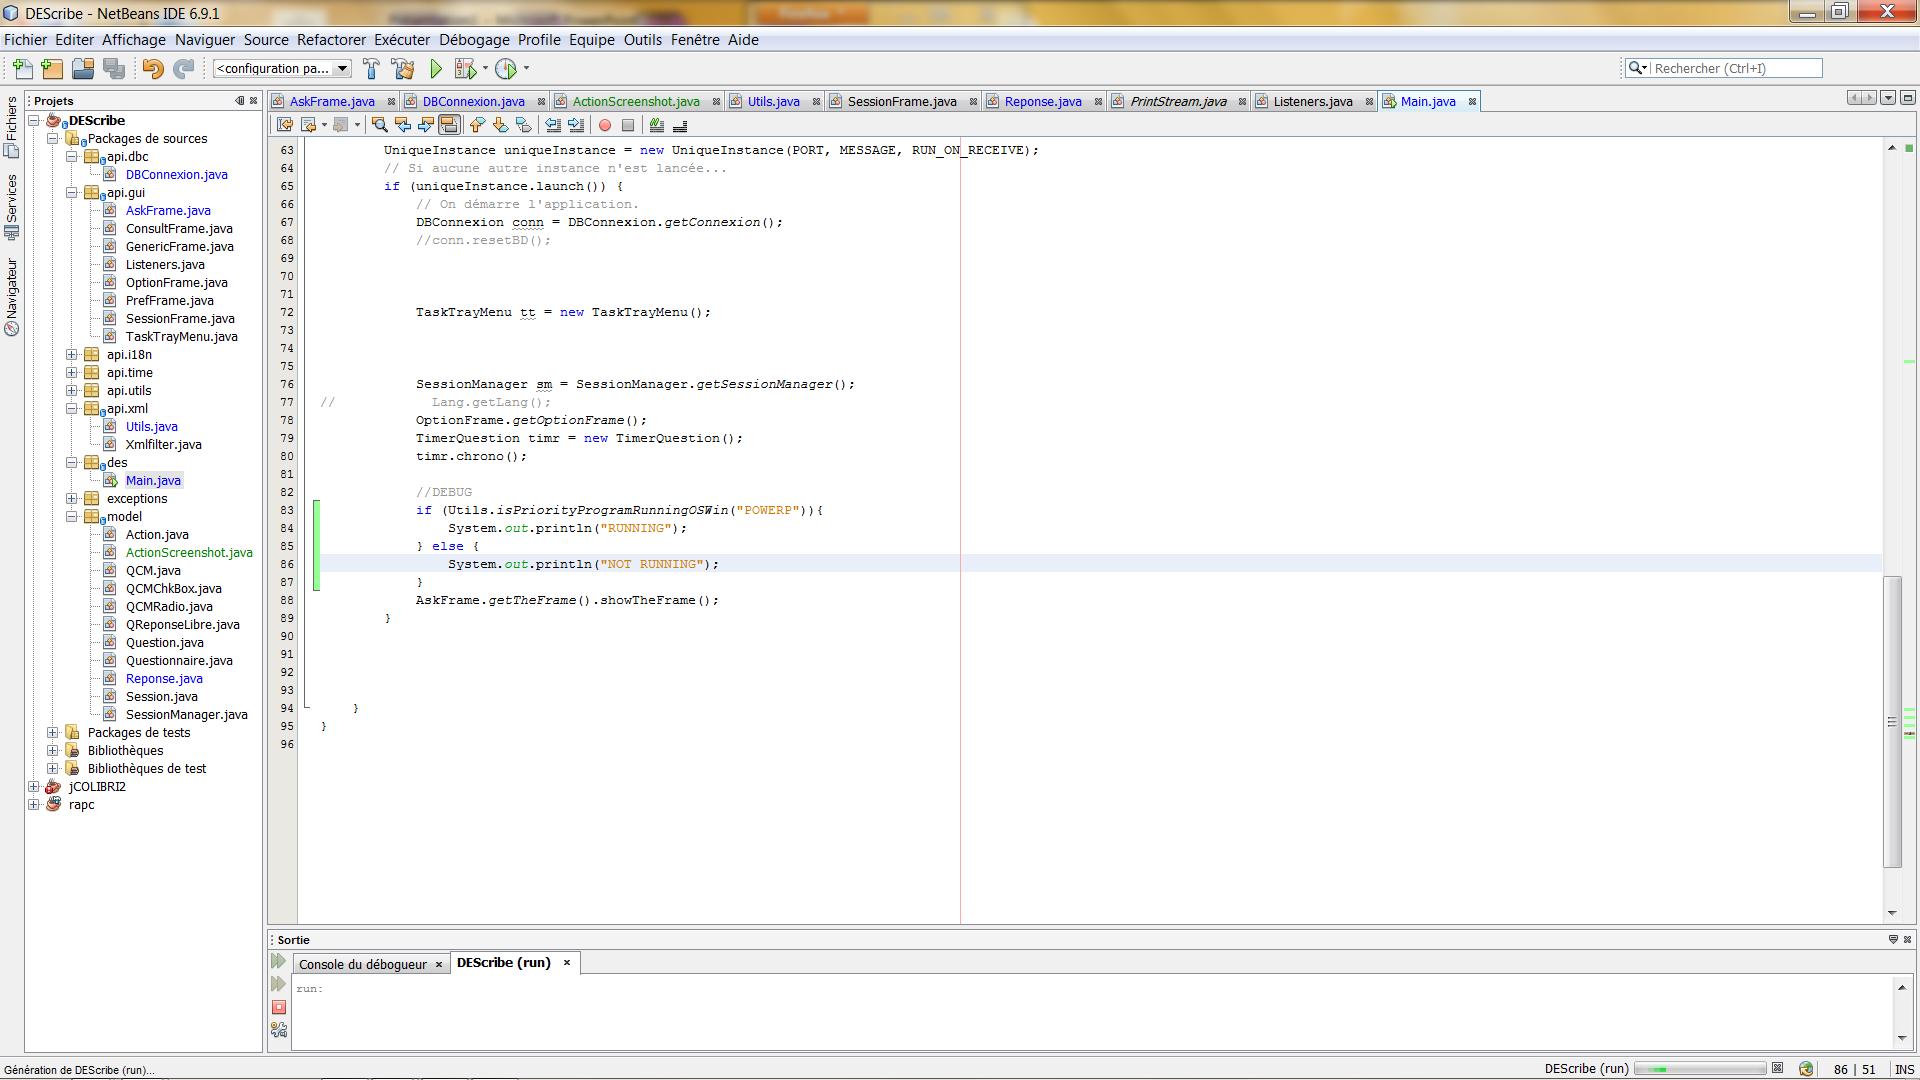 DEScribe - NetBeans IDE 6.9.1
Fichier Editer Affichage Naviguer Source Refactorer Exécuter Débogage Profile Equipe Outils Fenêtre Aide
<configuration pa...
Rechercher (Ctrl+I)
Fichiers
Services
Navigateur
Projets
DEScribe
Packages de sources
api.dbc
DBConnexion.java
api.gui
AskFrame.java
ConsultFrame.java
GenericFrame.java
Listeners.java
OptionFrame.java
PrefFrame.java
SessionFrame.java
TaskTrayMenu.java
api.i18n
api.time
api.utils
api.xml
Utils.java
Xmlfilter.java
des
Main.java
exceptions
model
Action.java
ActionScreenshot.java
QCM.java
QCMChkBox.java
QCMRadio.java
QReponseLibre.java
Question.java
Questionnaire.java
Reponse.java
Session.java
SessionManager.java
Packages de tests
Bibliothèques
Bibliothèques de test
jCOLIBRI2
rapc
AskFrame.java DBConnexion.java ActionScreenshot.java Utils.java SessionFrame.java Reponse.java PrintStream.java Listeners.java Main.java
63 UniqueInstance uniqueInstance = new UniqueInstance(PORT, MESSAGE, RUN_ON_RECEIVE);
64 // Si aucune autre instance n'est lancée...
65 if (uniqueInstance.launch()) {
66 // On démarre l'application.
67 DBConnexion conn = DBConnexion.getConnexion();
68 //conn.resetBD();
69
70
71
72 TaskTrayMenu tt = new TaskTrayMenu();
73
74
75
76 SessionManager sm = SessionManager.getSessionManager();
77 // Lang.getLang();
78 OptionFrame.getOptionFrame();
79 TimerQuestion timr = new TimerQuestion();
80 timr.chrono();
81
82 //DEBUG
83 if (Utils.isPriorityProgramRunningOSWin("POWERP")){
84 System.out.println("RUNNING");
85 } else {
86 System.out.println("NOT RUNNING");
87 }
88 AskFrame.getTheFrame().showTheFrame();
89 }
90
91
92
93
94 }
95 }
96
Sortie
Console du débogueur DEScribe (run)
run:
Génération de DEScribe (run)...
DEScribe (run)
86 | 51 INS